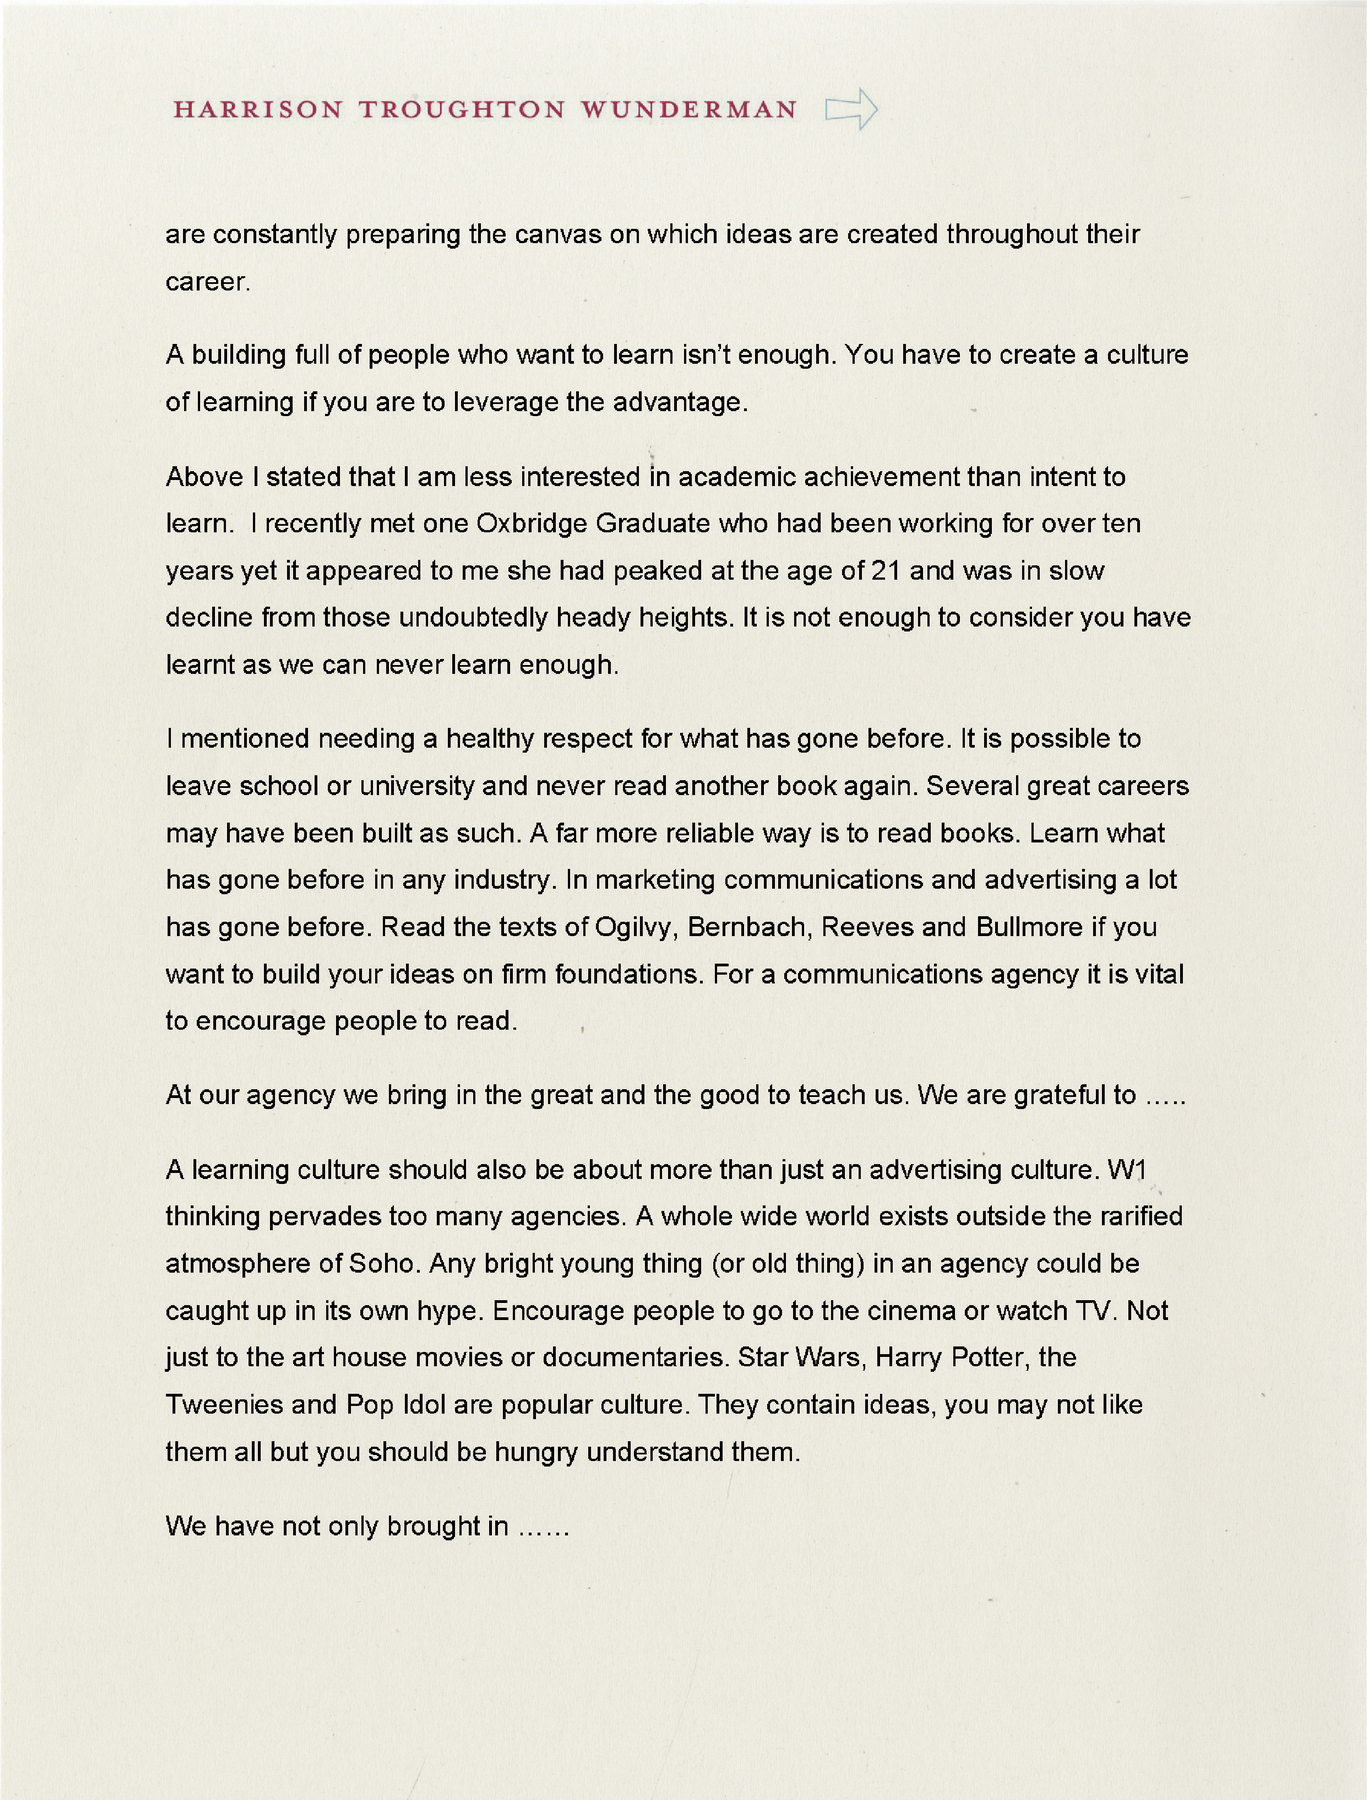 HARRISON TROUGHTON WUNDERMAN
are constantly preparing the canvas on which ideas are created throughout their
career.
A building full of people who want to learn isn't enough. You have to create a culture
of learning if you are to leverage the advantage.
Above I stated that I am less interested in academic achievement than intent to
learn.  I recently met one Oxbridge Graduate who had been working for over ten
years yet it appeared to me she had peaked at the age of 21 and was in slow
decline from those undoubtedly heady heights. It is not enough to consider you have
learnt as we can never learn enough.
I mentioned needing a healthy respect for what has gone before. It is possible to
leave school or university and never read another book again. Several great careers
may have been built as such. A far more reliable way is to read books. Learn what
has gone before in any industry. In marketing communications and advertising a lot
has gone before. Read the texts of Ogilvy, Bernbach, Reeves and Bullmore if you
want to build your ideas on firm foundations. For a communications agency it is vital
to encourage people to read.
At our agency we bring in the great and the good to teach us. We are grateful to .....
A learning culture should also be about more than just an advertising culture. W1
thinking pervades too many agencies. A whole wide world exists outside the rarified
atmosphere of Soho. Any bright young thing (or old thing) in an agency could be
caught up in its own hype. Encourage people to go to the cinema or watch TV. Not
just to the art house movies or documentaries. Star Wars, Harry Potter, the
Tweenies and Pop Idol are popular culture. They contain ideas, you may not like
them all but you should be hungry understand them.
We have not only brought in ......